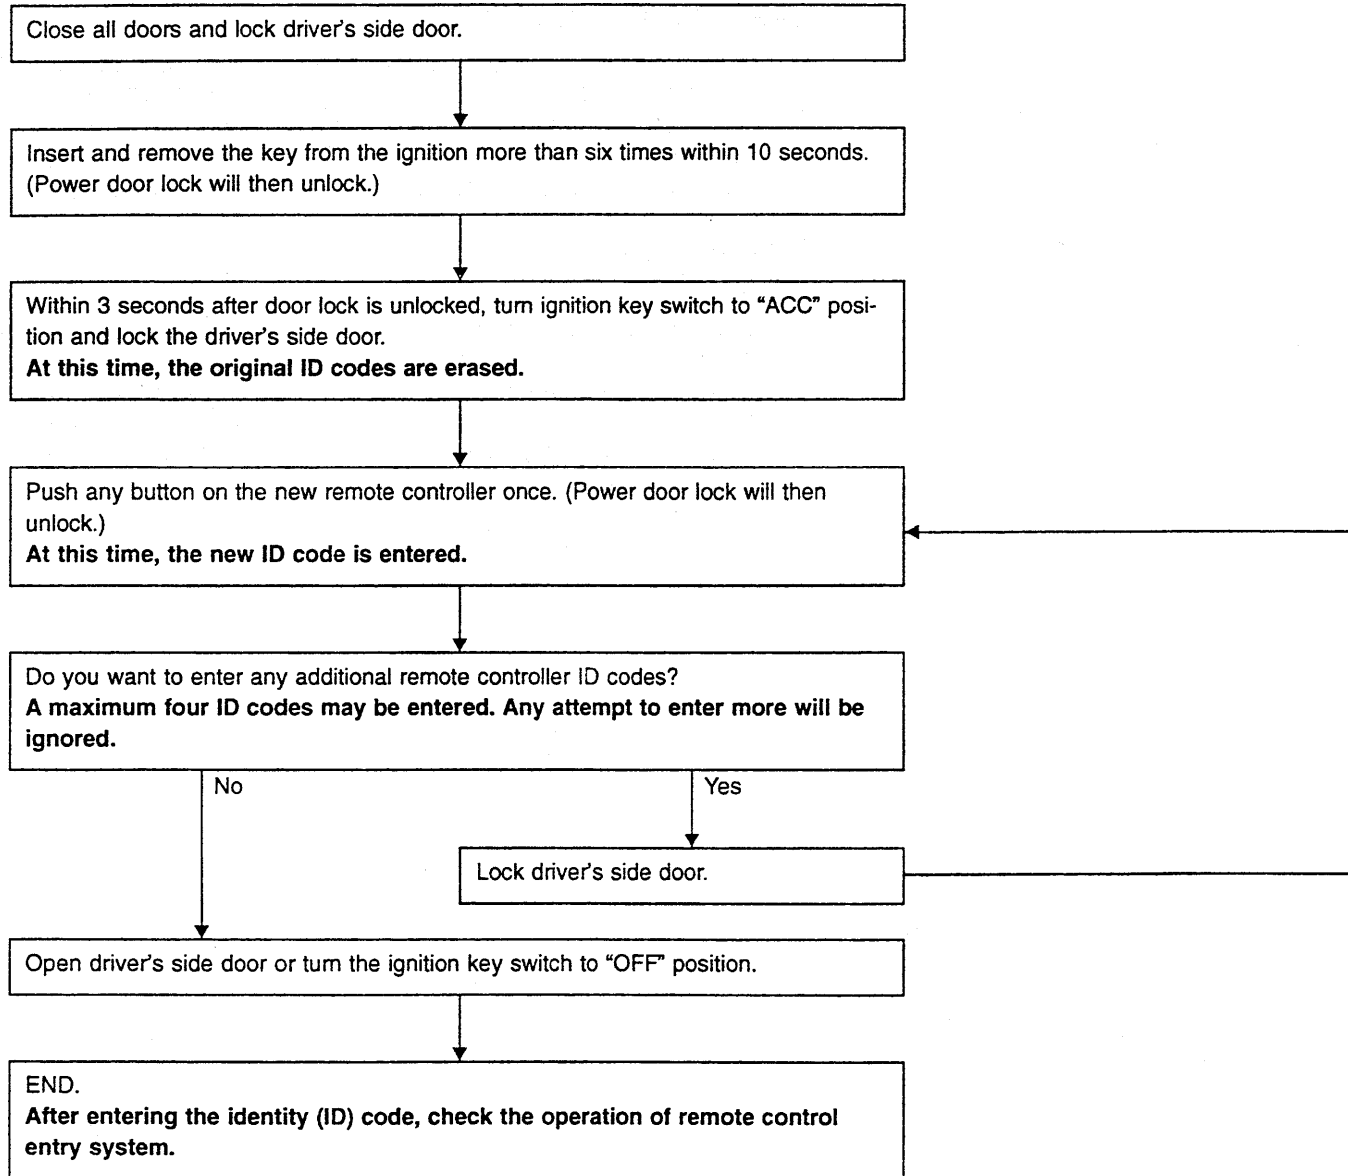 Close all doors and lock driver's side door.
Insert and remove the key from the ignition more than six times within 10 seconds.
(Power door lock will then unlock.)
Within 3 seconds after door lock is unlocked, turn ignition key switch to “ACC” posi-
tion and lock the driver's side door.
At this time, the original ID codes are erased.
Push any button on the new remote controller once. (Power door lock will then
unlock.)
At this time, the new ID code is entered.
Do you want to enter any additional remote controller ID codes?
A maximum four ID codes may be entered. Any attempt to enter more will be
ignored.
No
Yes
Lock driver's side door.
Open driver's side door or turn the ignition key switch to “OFF” position.
END.
After entering the identity (ID) code, check the operation of remote control
entry system.